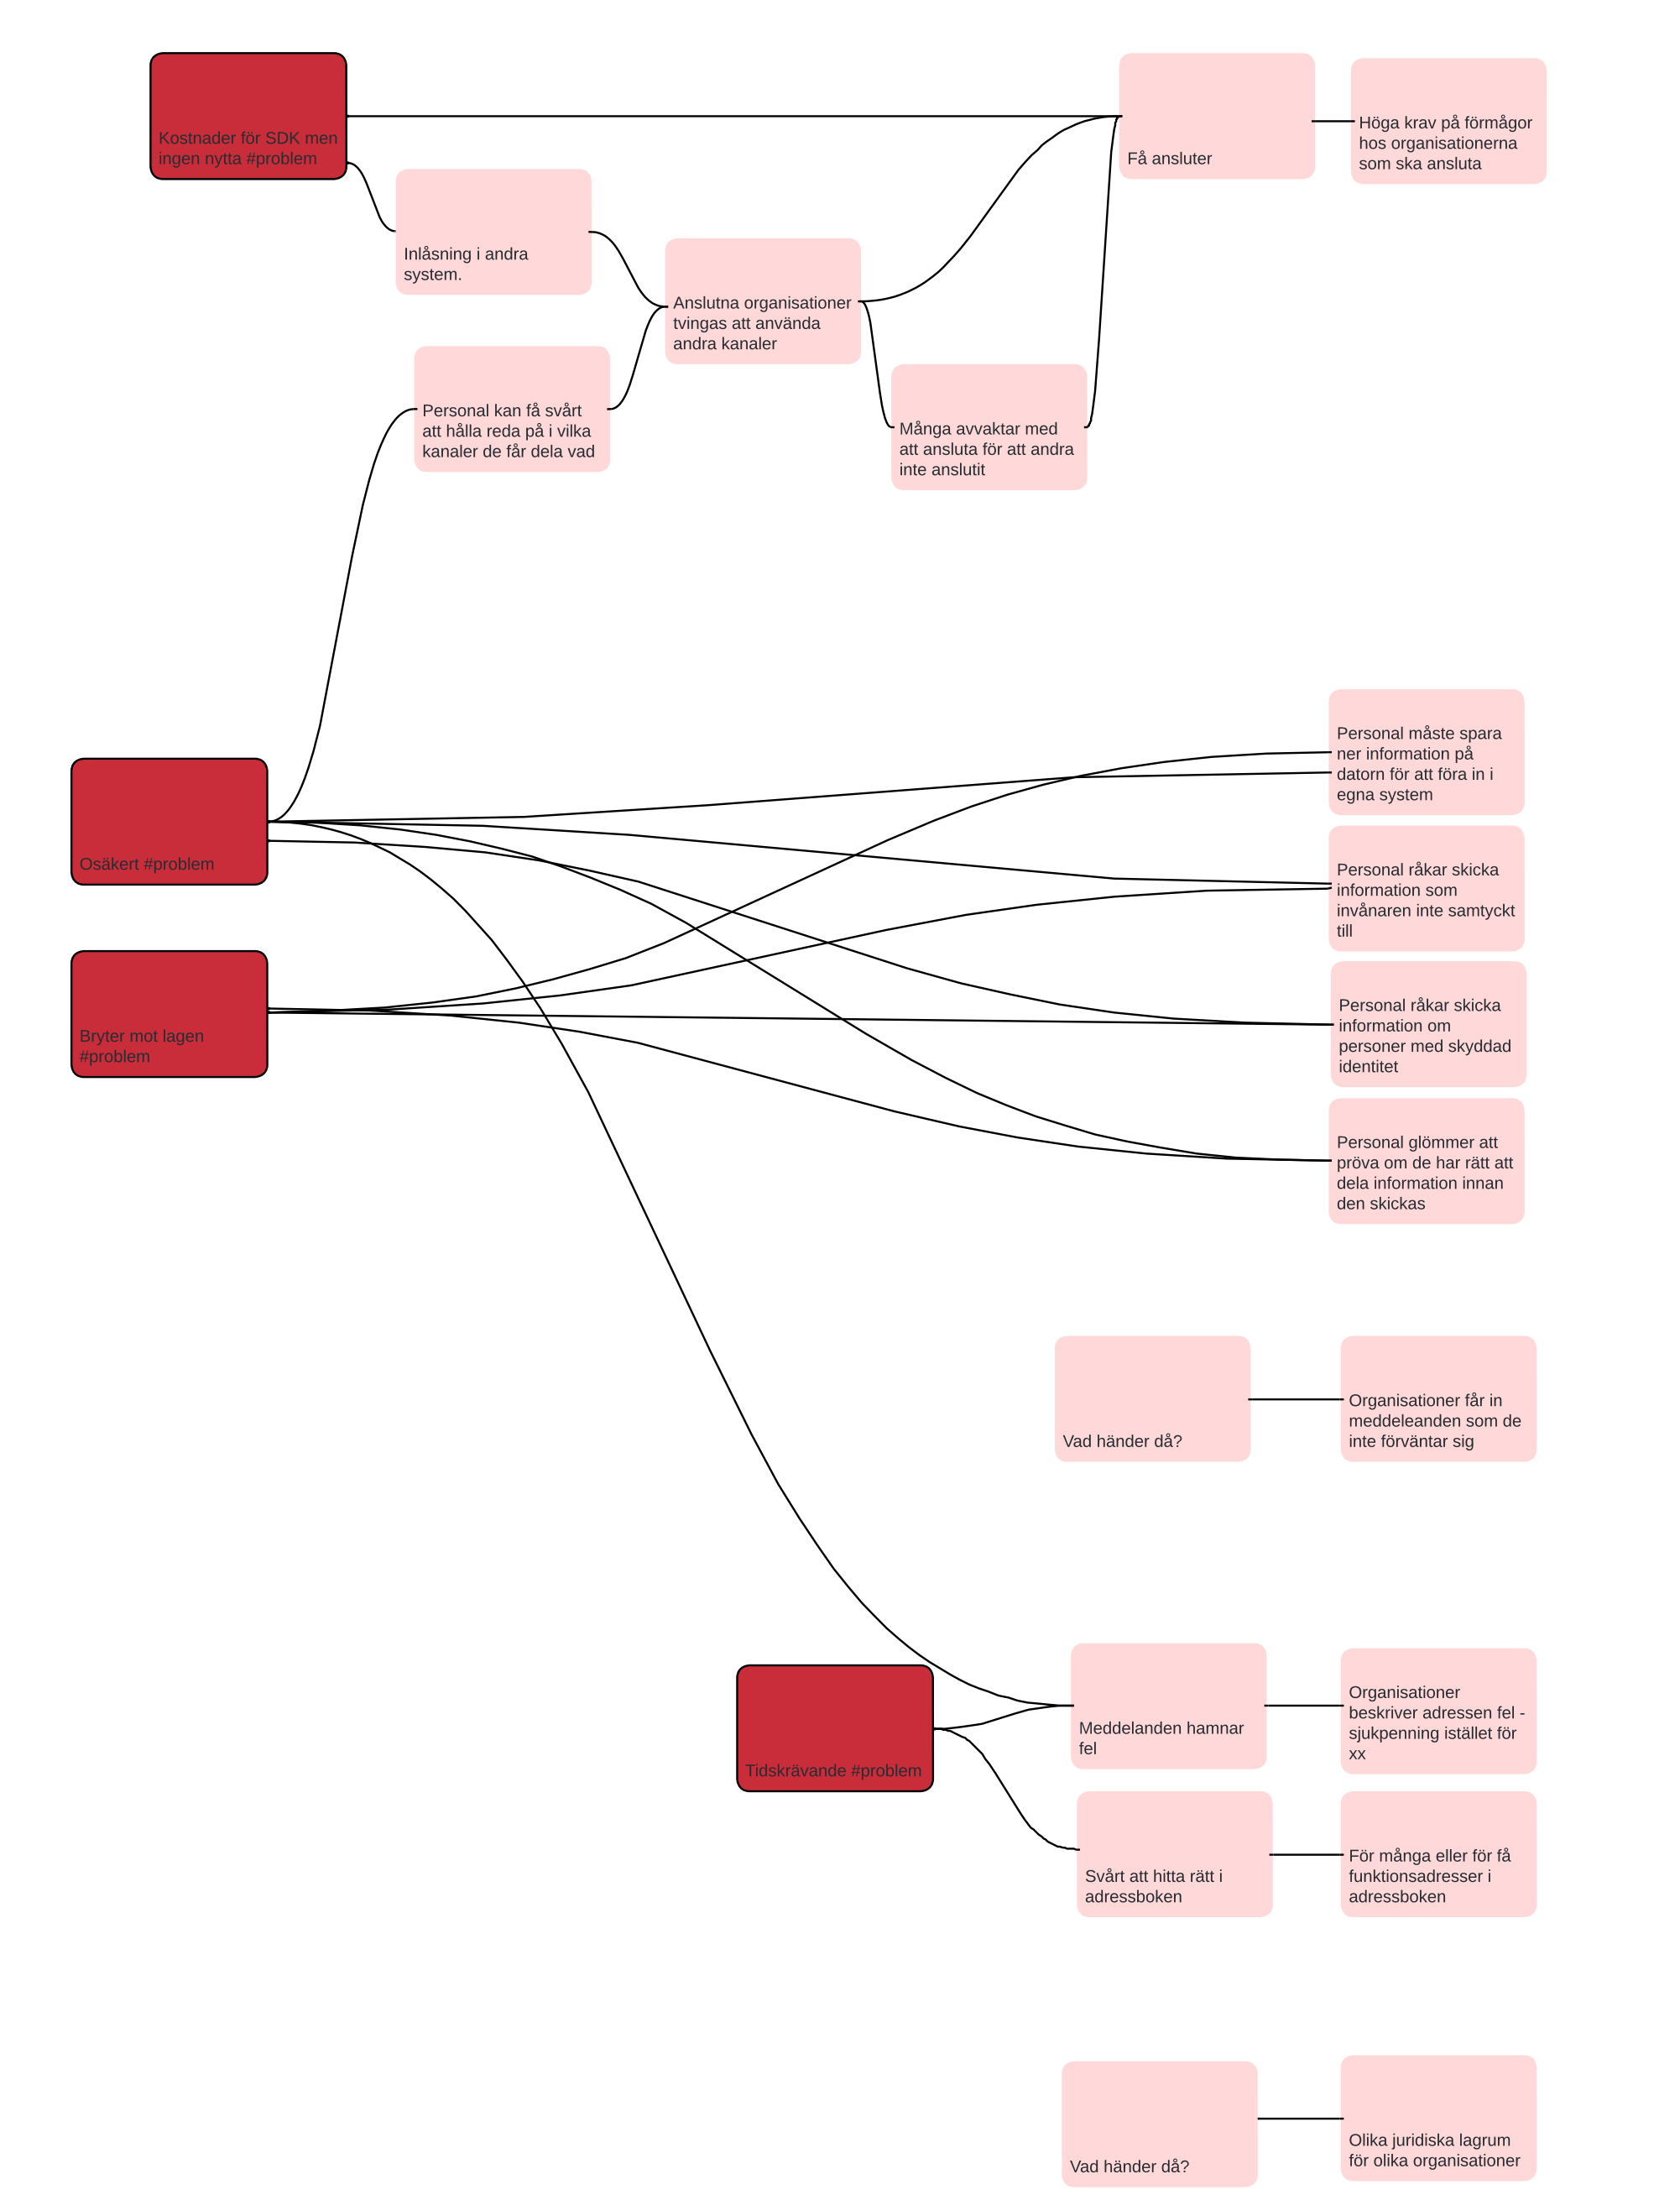 Kostnader för SDK men
ingen nytta #problem
Få ansluter
Höga krav på förmågor
hos organisationerna
som ska ansluta
Inlåsning i andra
system.
Anslutna organisationer
tvingas att använda
andra kanaler
Personal kan få svårt
att hålla reda på i vilka
kanaler de får dela vad
Många avvaktar med
att ansluta för att andra
inte anslutit
Personal måste spara
ner information på
datorn för att föra in i
egna system
Osäkert #problem
Personal råkar skicka
information som
invånaren inte samtyckt
till
Bryter mot lagen
#problem
Personal råkar skicka
information om
personer med skyddad
identitet
Personal glömmer att
pröva om de har rätt att
dela information innan
den skickas
Vad händer då?
Organisationer får in
meddeleanden som de
inte förväntar sig
Tidskrävande #problem
Meddelanden hamnar
fel
Organisationer
beskriver adressen fel -
sjukpenning istället för
xx
Svårt att hitta rätt i
adressboken
För många eller för få
funktionsadresser i
adressboken
Vad händer då?
Olika juridiska lagrum
för olika organisationer